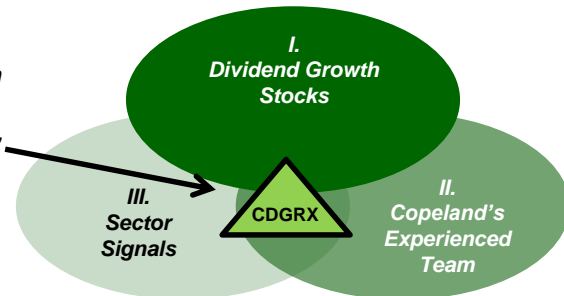 I.
Dividend Growth
Stocks
III.
Sector
Signals
CDGRX
II.
Copeland's
Experienced
Team